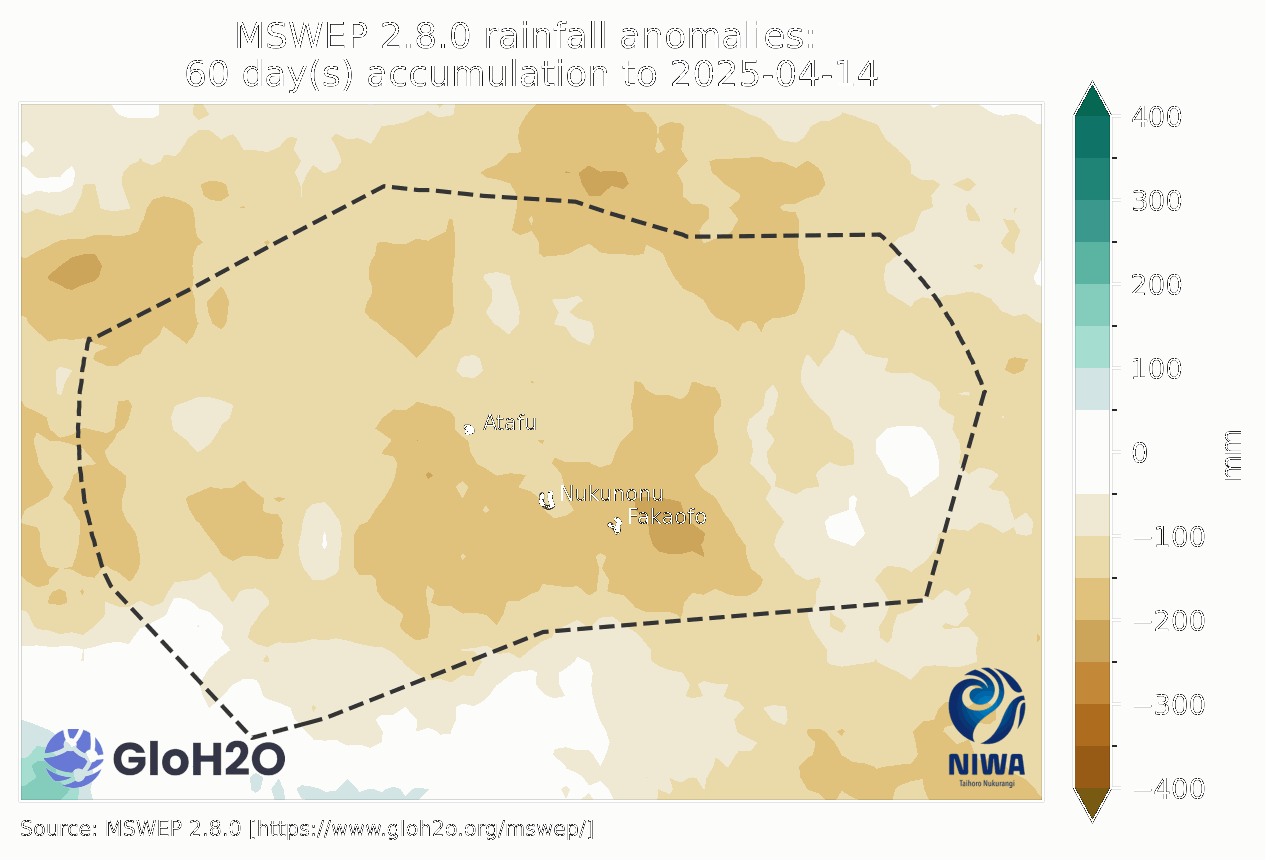 MSWEP 2.8.0 rainfall anomalies:
60 day(s) accumulation to 2025-04-14
400
300
200
100
0
−100
−200
−300
−400
mm
Atafu
Nukunonu
Fakaofo
GloH2O
NIWA
Taihoro Nukurangi
Source: MSWEP 2.8.0 [https://www.gloh2o.org/mswep/]